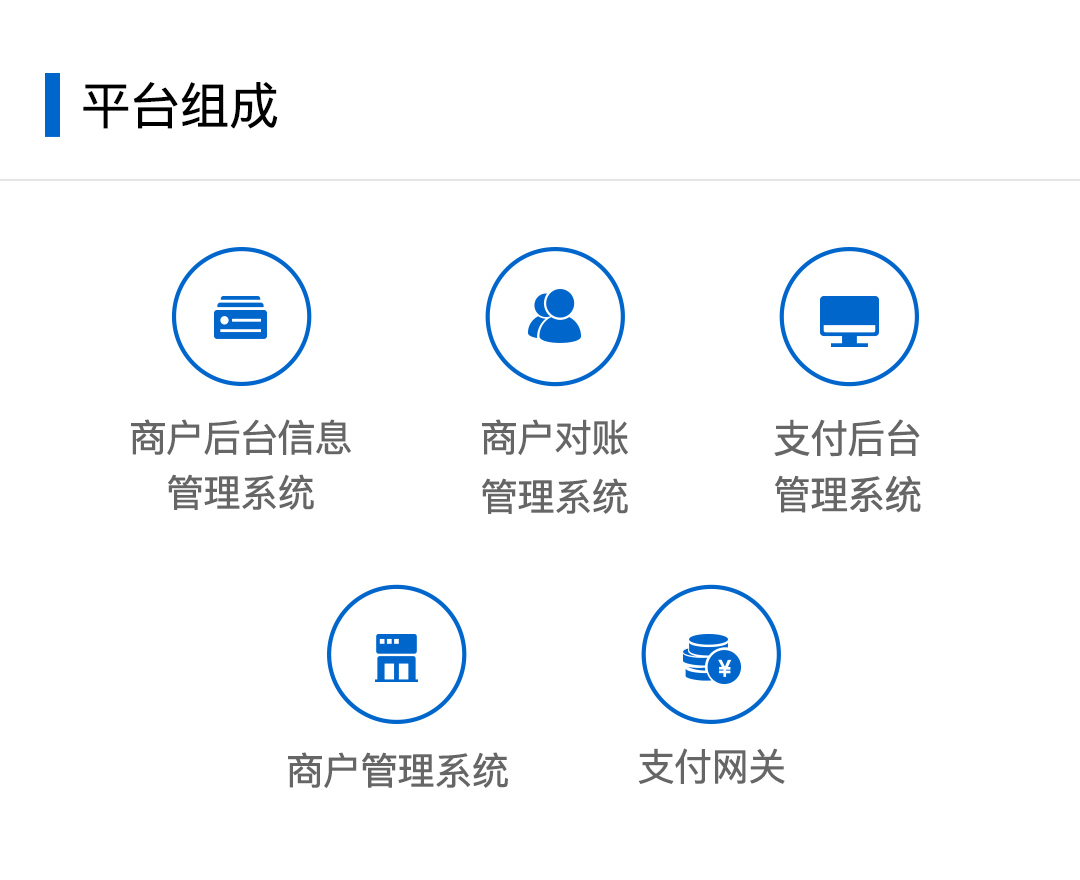 平台组成
商户后台信息
管理系统
商户对账
管理系统
支付后台
管理系统
商户管理系统
¥
支付网关